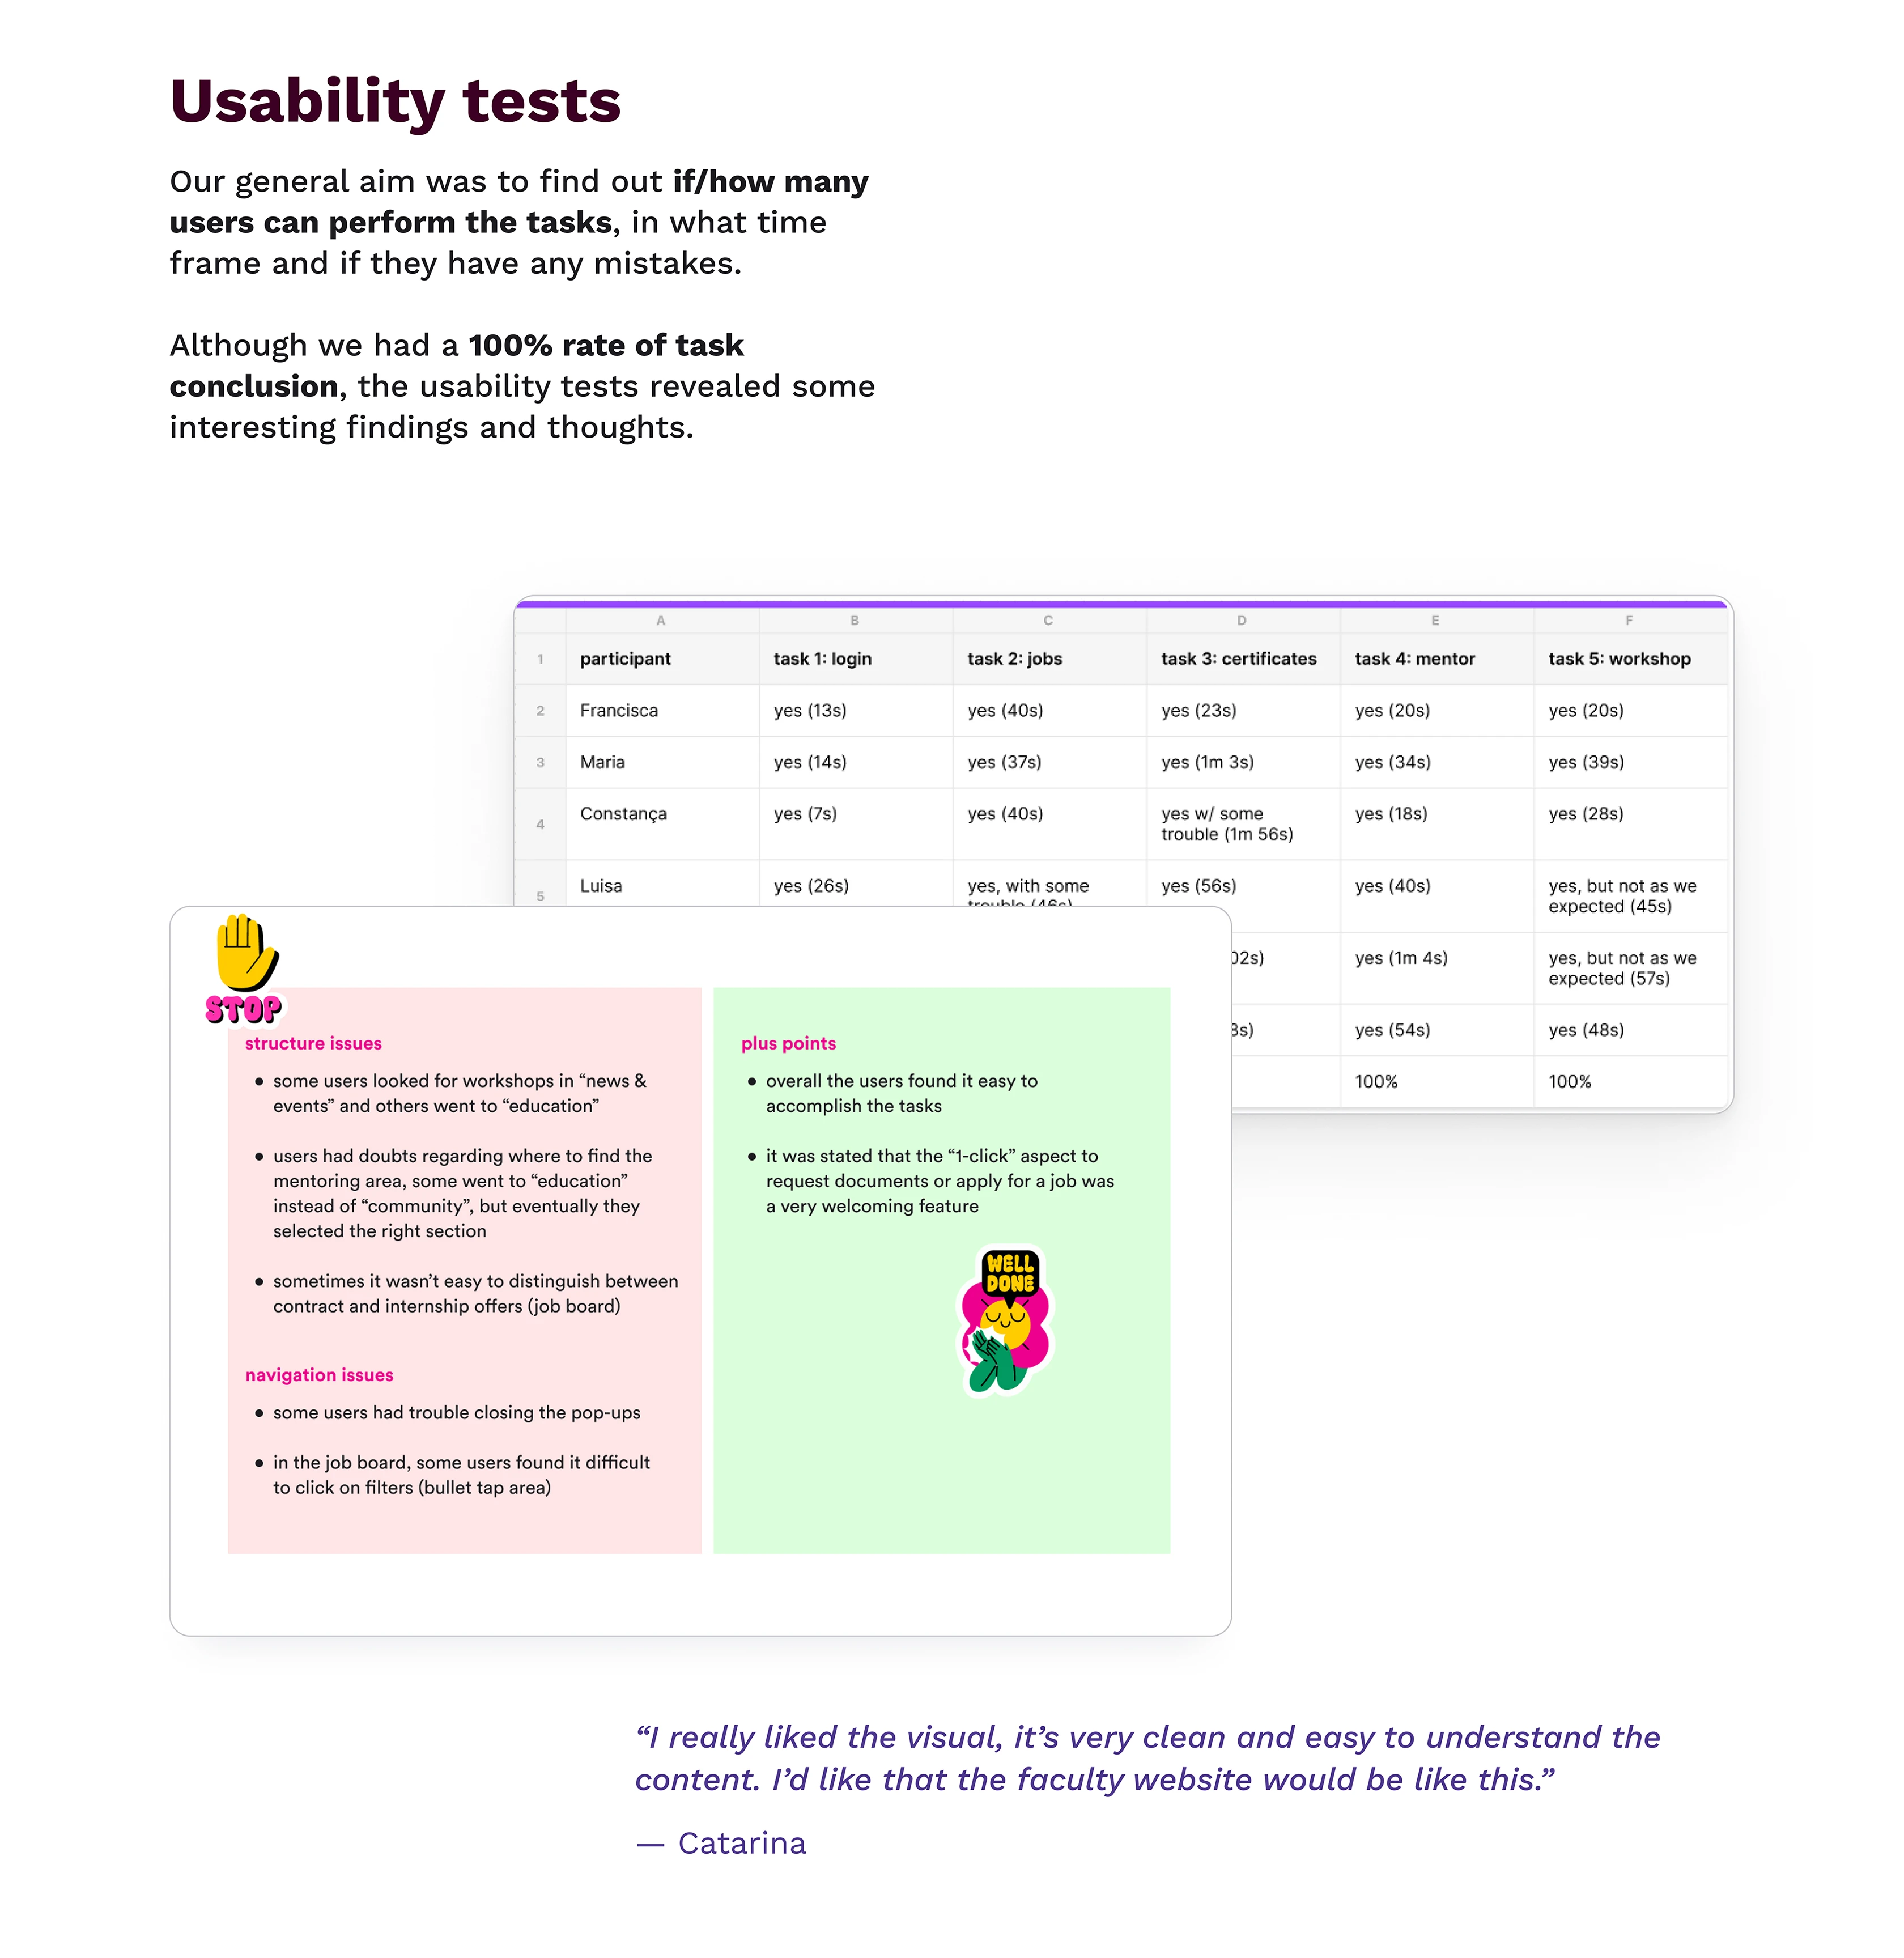 Usability tests
Our general aim was to find out if/how many
users can perform the tasks, in what time
frame and if they have any mistakes.
Although we had a 100% rate of task
conclusion, the usability tests revealed some
interesting findings and thoughts.
A B C D E F
1 participant task 1: login task 2: jobs task 3: certificates task 4: mentor task 5: workshop
2 Francisca yes (13s) yes (40s) yes (23s) yes (20s) yes (20s)
3 Maria yes (14s) yes (37s) yes (1m 3s) yes (34s) yes (39s)
4 Constança yes (7s) yes (40s) yes w/ some yes (18s) yes (28s)
trouble (1m 56s)
5 Luisa yes (26s) yes, with some yes (56s) yes (40s) yes, but not as we
trouble (46s) expected (45s)
02s) yes (1m 4s) yes, but not as we
expected (57s)
yes (54s) yes (48s)
100% 100%
STOP
structure issues
• some users looked for workshops in “news &
events” and others went to “education”
• users had doubts regarding where to find the
mentoring area, some went to “education”
instead of “community”, but eventually they
selected the right section
• sometimes it wasn’t easy to distinguish between
contract and internship offers (job board)
navigation issues
• some users had trouble closing the pop-ups
• in the job board, some users found it difficult
to click on filters (bullet tap area)
plus points
• overall the users found it easy to
accomplish the tasks
• it was stated that the “1-click” aspect to
request documents or apply for a job was
a very welcoming feature
WELL
DONE
“I really liked the visual, it’s very clean and easy to understand the
content. I’d like that the faculty website would be like this.”
— Catarina